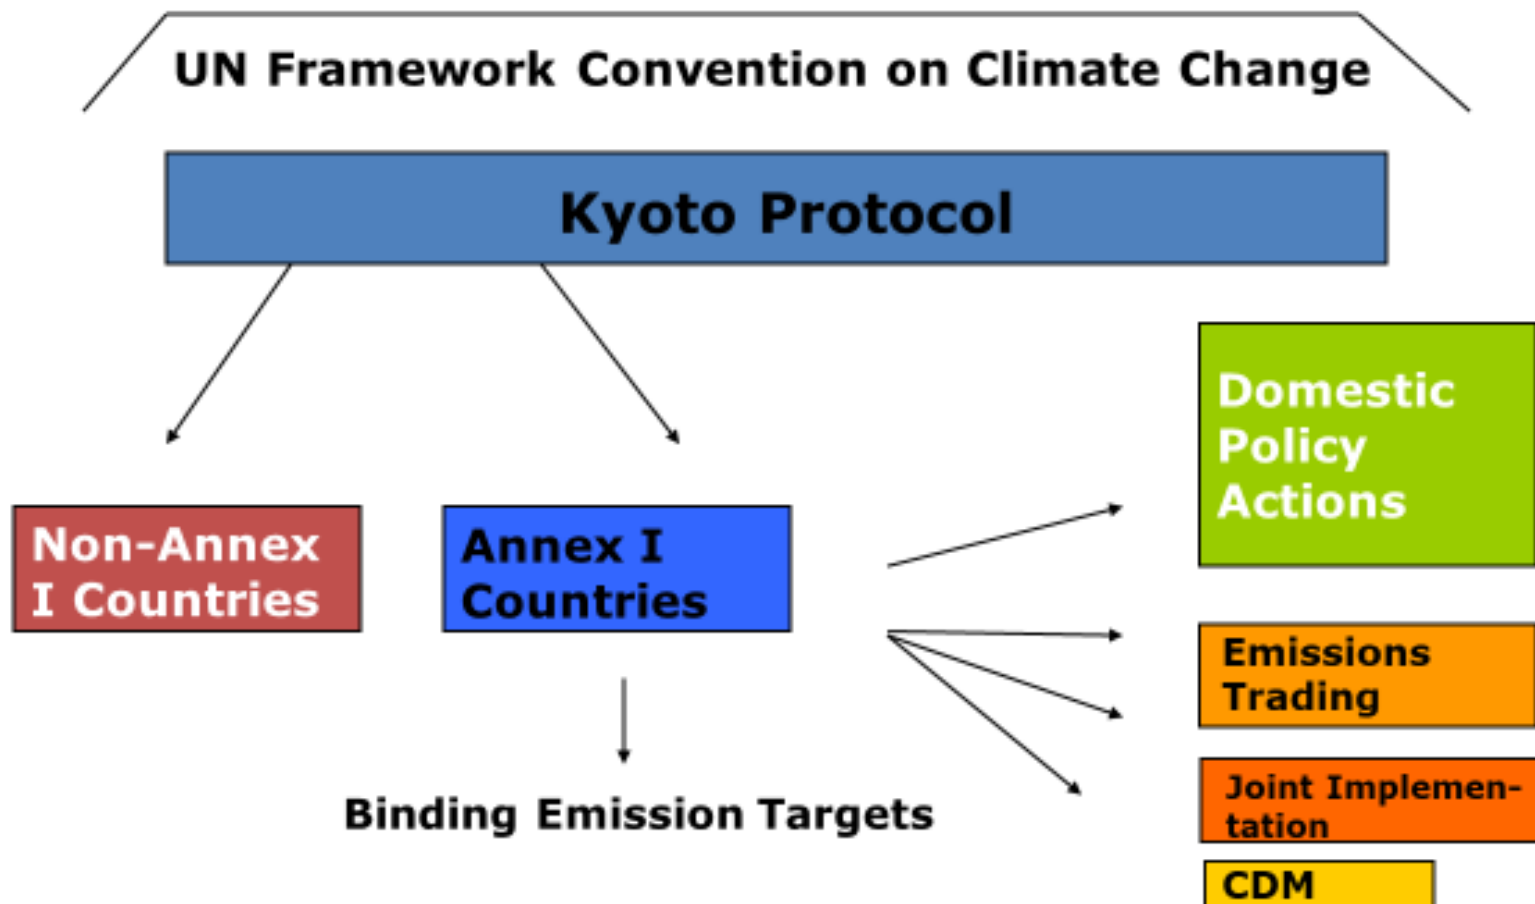 UN Framework Convention on Climate Change
Kyoto Protocol
Non-Annex
I Countries
Annex I
Countries
Binding Emission Targets
Domestic
Policy
Actions
Emissions
Trading
Joint Implemen-
tation
CDM